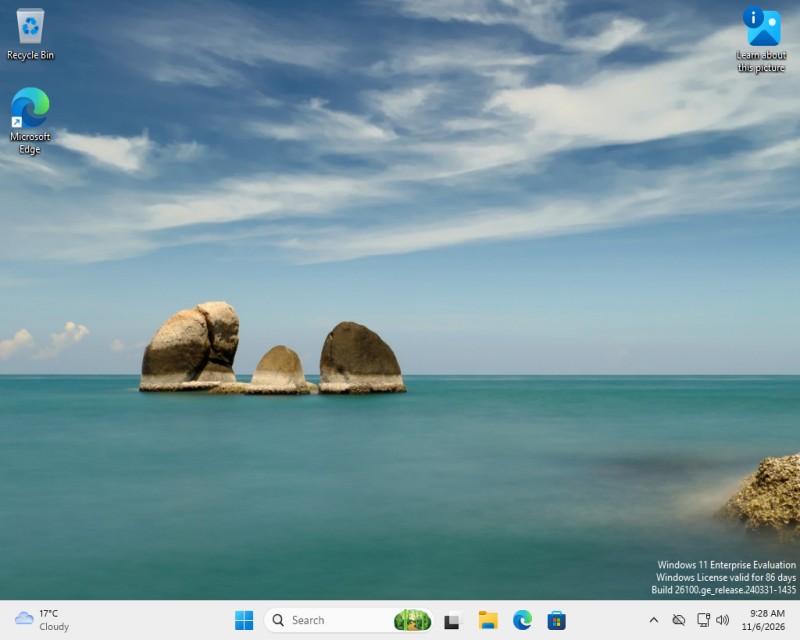 Recycle Bin
Microsoft
Edge
Learn about
this picture
Windows 11 Enterprise Evaluation
Windows License valid for 86 days
Build 26100.ge_release.240331-1435
17°C
Cloudy
Search
9:28 AM
11/6/2026